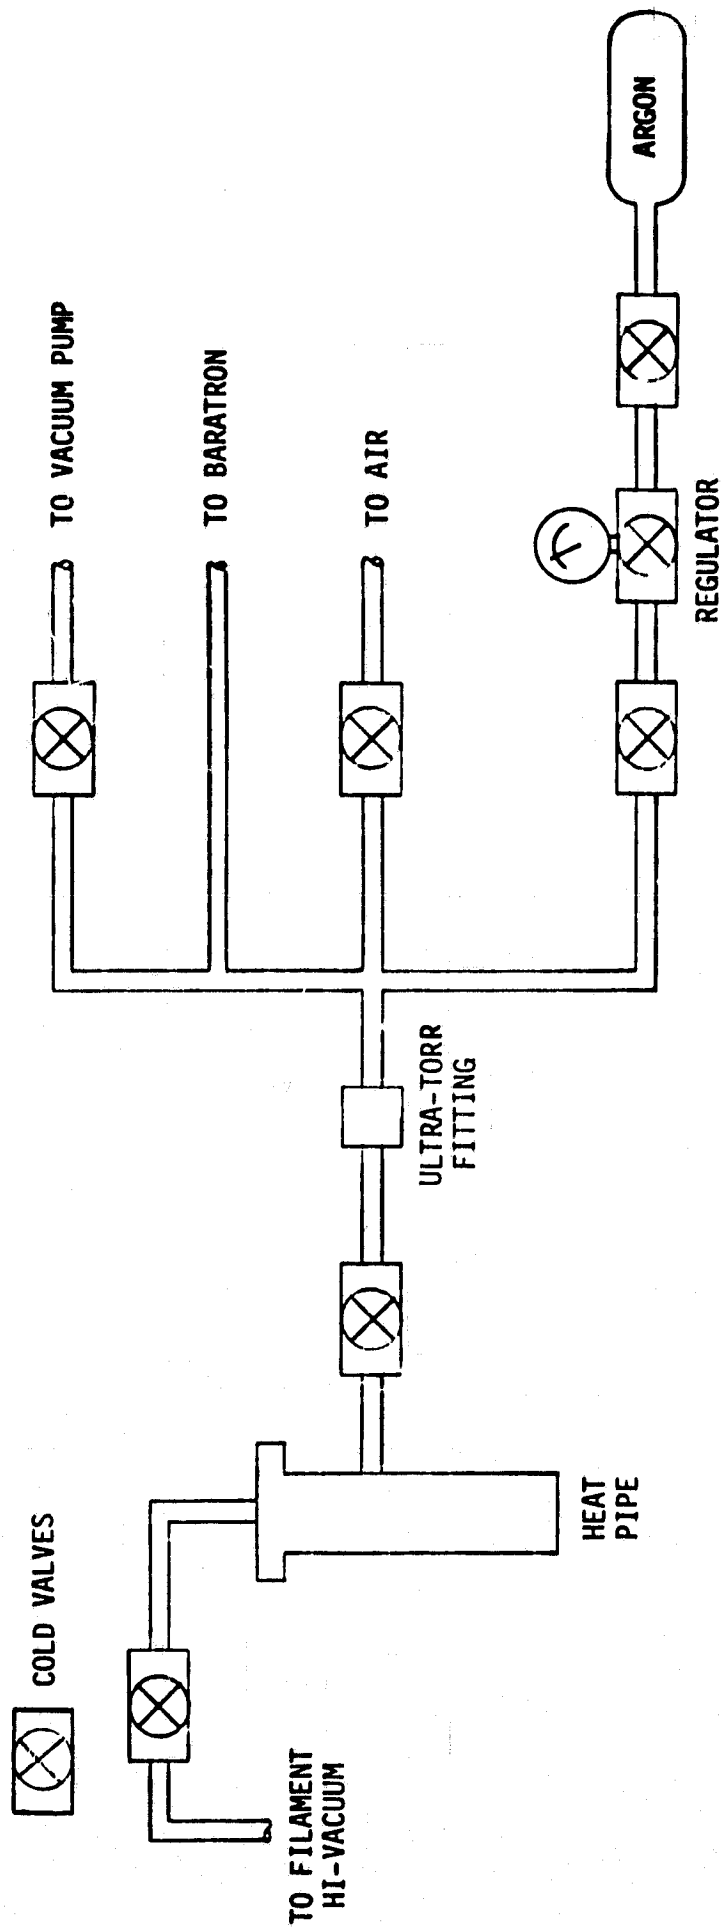 COLD VALVES
TO FILAMENT
HI-VACUUM
HEAT
PIPE
ULTRA-TORR
FITTING
TO VACUUM PUMP
TO BARATRON
TO AIR
REGULATOR
ARGON